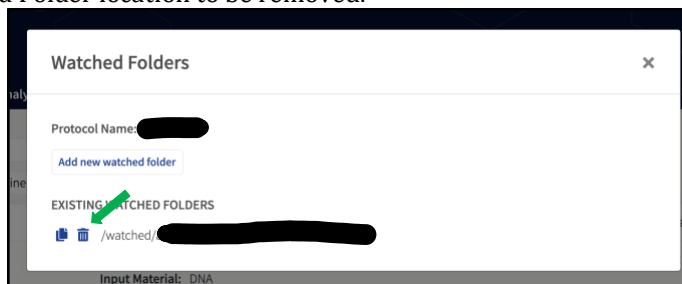 Folder location to be removed.
Watched Folders
Protocol Name:
Add new watched folder
EXISTING WATCHED FOLDERS
/watched/
Input Material: DNA